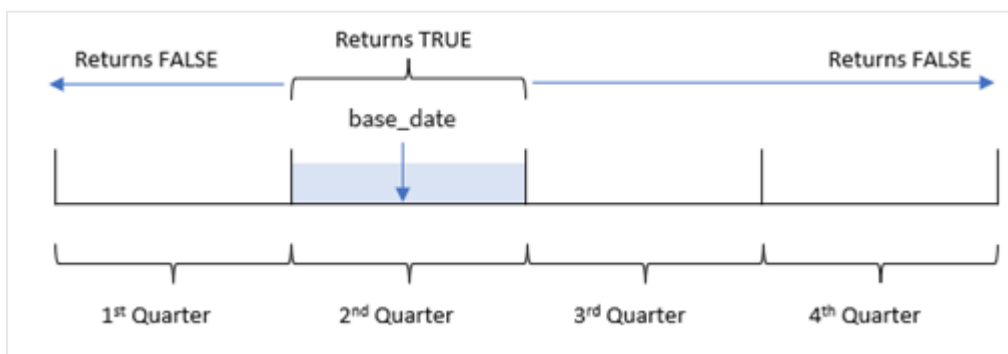 Returns TRUE
Returns FALSE
Returns FALSE
base_date
1st Quarter
2nd Quarter
3rd Quarter
4th Quarter